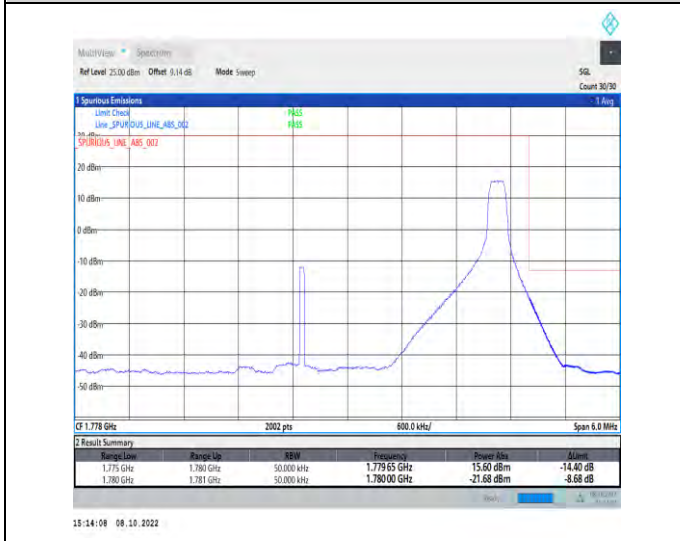 MultiView Spectrum
Ref Level 25.00 dBm Offset 9.14 dB Mode Sweep SGL
Count 30/30
1 Spurious Emissions 1 Avg
Limit Check PASS
Line _SPURIOUS_LINE_ABS_002 PASS
_SPURIOUS_LINE_ABS_002
20 dBm
10 dBm
0 dBm
-10 dBm
-20 dBm
-30 dBm
-40 dBm
-50 dBm
CF 1.778 GHz 2002 pts 600.0 kHz/ Span 6.0 MHz
2 Result Summary
Range Low Range Up RBW Frequency Power Abs ΔLimit
1.775 GHz 1.780 GHz 50.000 kHz 1.77965 GHz 15.60 dBm -14.40 dB
1.780 GHz 1.781 GHz 50.000 kHz 1.78000 GHz -21.68 dBm -8.68 dB
15:14:08 08.10.2022